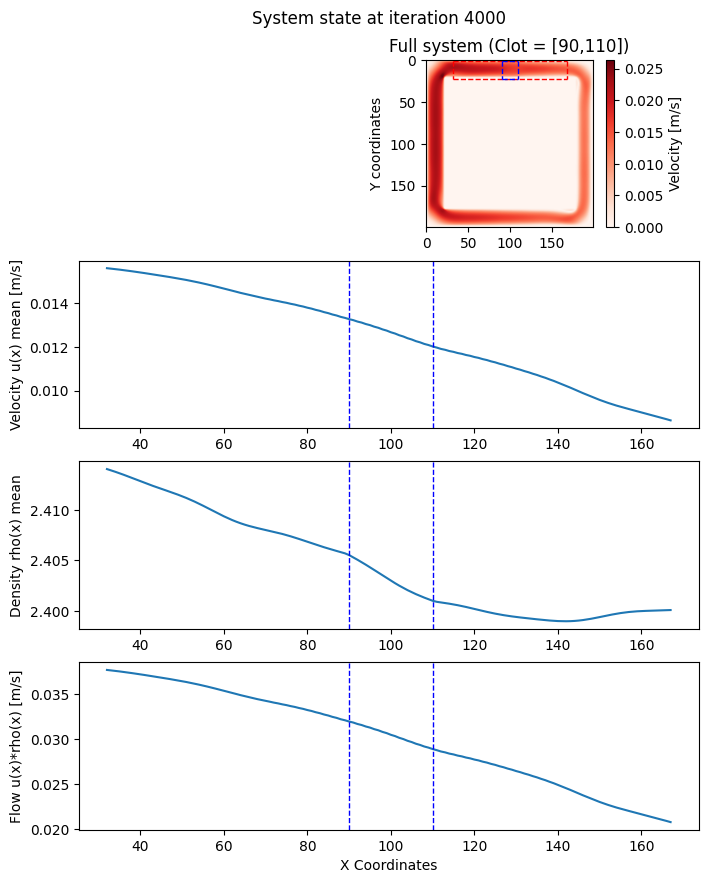 System state at iteration 4000
Full system (Clot = [90,110])
0
50
100
150
Y coordinates
0 50 100 150
0.025
0.020
0.015
0.010
0.005
0.000
Velocity [m/s]
Velocity u(x) mean [m/s]
0.014
0.012
0.010
40 60 80 100 120 140 160
Density rho(x) mean
2.410
2.405
2.400
40 60 80 100 120 140 160
Flow u(x)*rho(x) [m/s]
0.035
0.030
0.025
0.020
40 60 80 100 120 140 160
X Coordinates